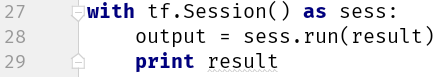 27 with tf.Session() as sess:
28     output = sess.run(result)
29     print result